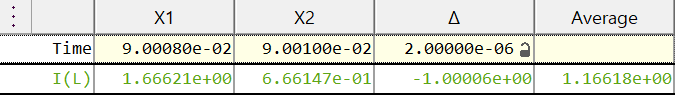 X1 X2 Δ Average
Time 9.00080e-02 9.00100e-02 2.00000e-06
I(L) 1.66621e+00 6.66147e-01 -1.00006e+00 1.16618e+00